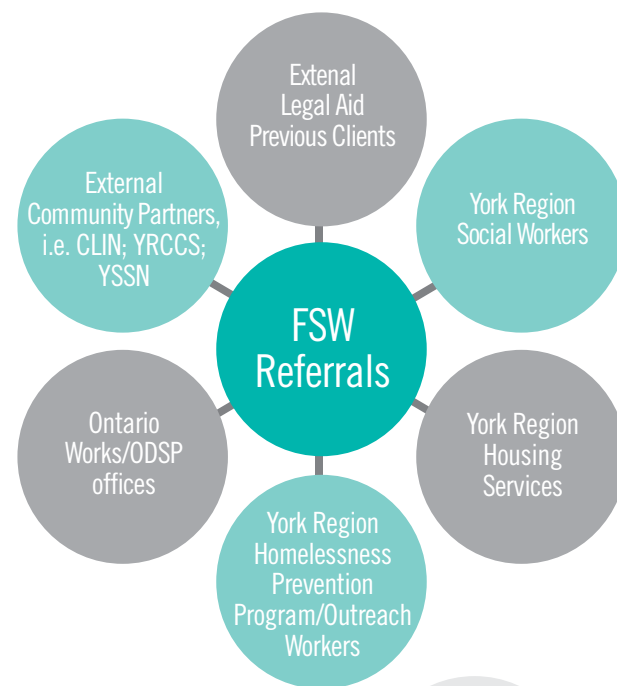 Extenal
Legal Aid
Previous Clients
External
Community Partners,
i.e. CLIN; YRCCS;
YSSN
York Region
Social Workers
FSW
Referrals
Ontario
Works/ODSP
offices
York Region
Housing
Services
York Region
Homelessness
Prevention
Program/Outreach
Workers